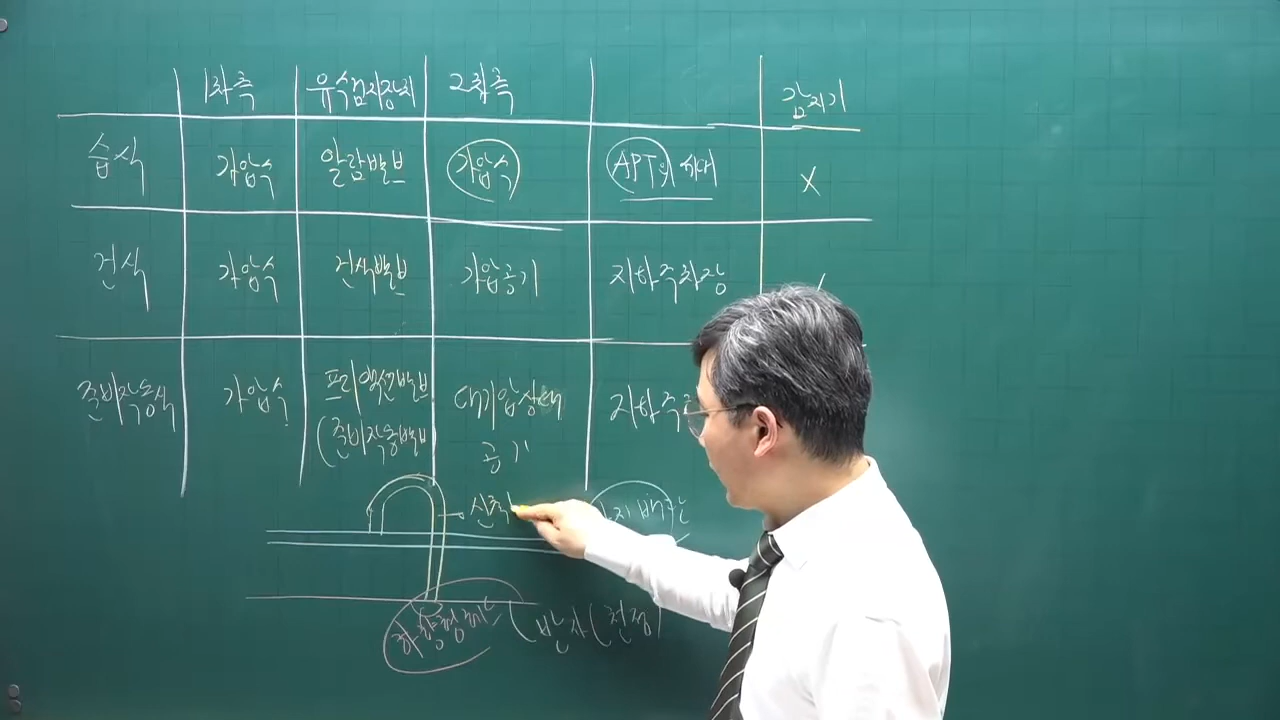 1차측 유수검지장치 2차측 감지기
습식 가압수 알람밸브 가압수 APT의 세대 X
건식 가압수 건식밸브 가압공기 지하주차장
준비작동식 가압수 프리액션밸브 대기압상태 지하주
(준비작동밸브 공기
신축
하향형헤드 (반자(천정)